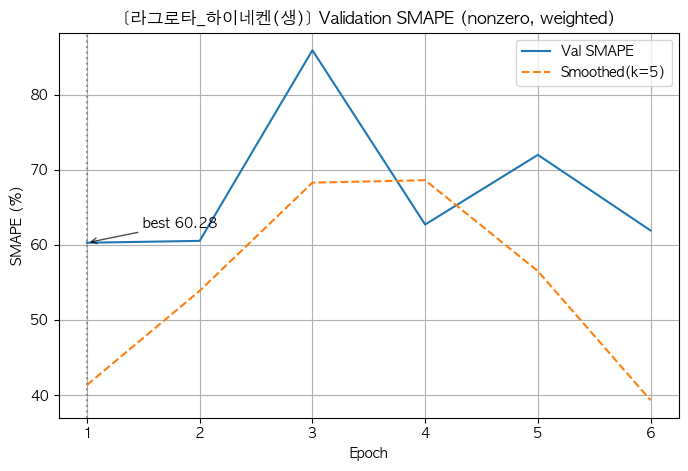 [라그로타_하이네켄(생)] Validation SMAPE (nonzero, weighted)
Val SMAPE
Smoothed(k=5)
80
70
60
50
40
SMAPE (%)
best 60.28
1 2 3 4 5 6
Epoch